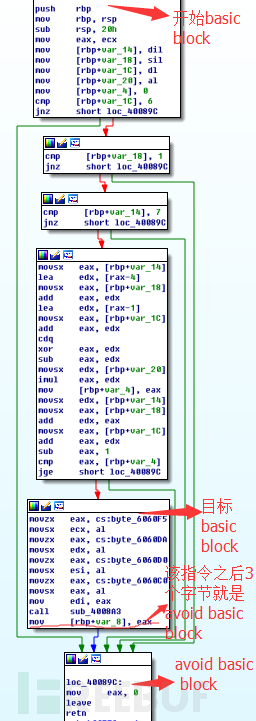 push rbp
mov rbp, rsp
sub rsp, 20h
mov eax, ecx
mov [rbp+var_14], dil
mov [rbp+var_18], sil
mov [rbp+var_1C], dl
mov [rbp+var_20], al
mov [rbp+var_4], 0
cmp [rbp+var_1C], 6
jnz short loc_40089C
开始basic
block
cmp [rbp+var_18], 1
jnz short loc_40089C
cmp [rbp+var_14], 7
jnz short loc_40089C
movsx eax, [rbp+var_14]
lea edx, [rax-4]
movsx eax, [rbp+var_18]
add eax, edx
lea edx, [rax-1]
movsx eax, [rbp+var_1C]
add eax, edx
cdq
xor eax, edx
sub eax, edx
movsx edx, [rbp+var_20]
imul eax, edx
mov [rbp+var_4], eax
movsx edx, [rbp+var_14]
movsx eax, [rbp+var_18]
add edx, eax
movsx eax, [rbp+var_1C]
add eax, edx
sub eax, 1
cmp eax, [rbp+var_4]
jge short loc_40089C
movzx eax, cs:byte_6060F5
movsx ecx, al
movzx eax, cs:byte_6060DA
movsx edx, al
movzx eax, cs:byte_6060D0
movsx esi, al
movzx eax, cs:byte_6060C0
movsx eax, al
mov edi, eax
call sub_4008A3
mov [rbp+var_8], eax
目标
basic
block
该指令之后3
个字节就是
avoid basic
block
loc_40089C:
mov eax, 0
leave
retn
avoid basic
block